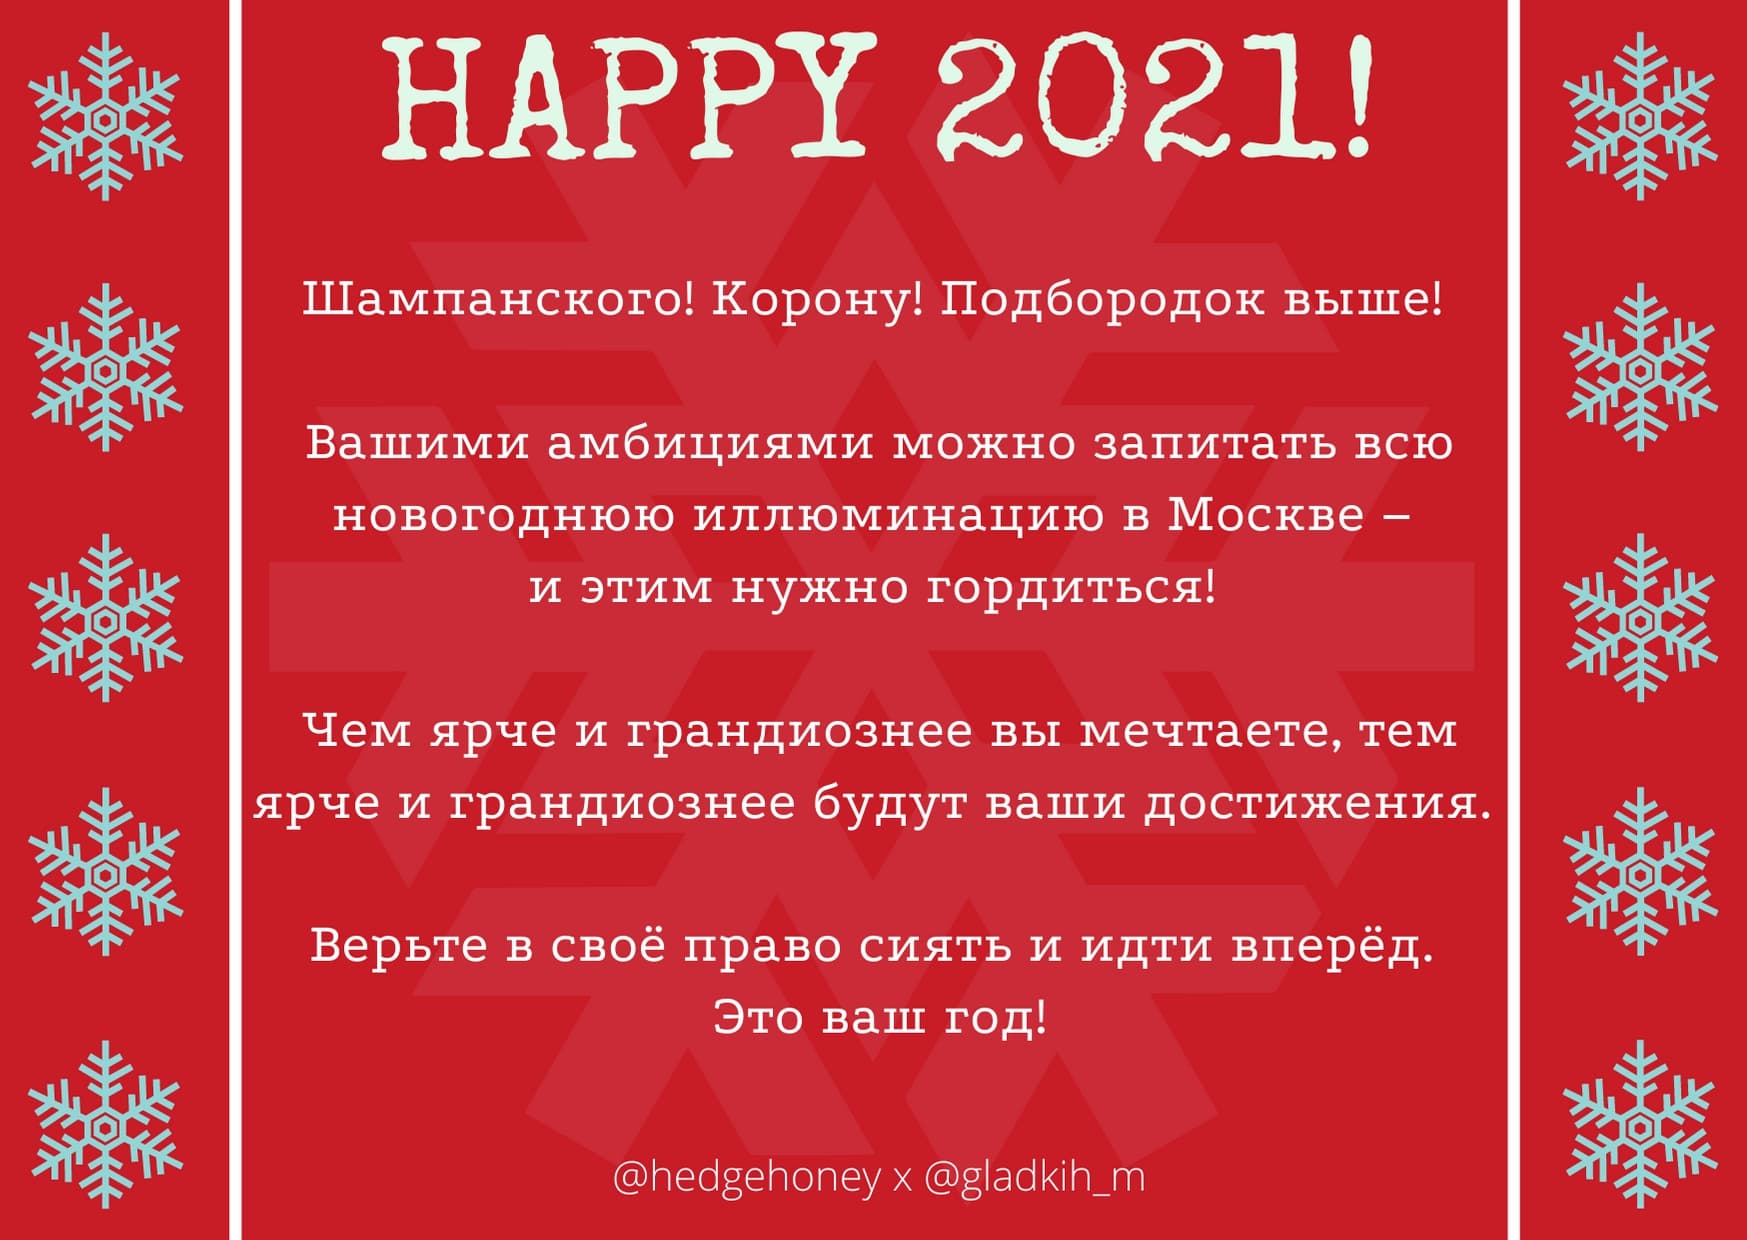 HAPPY 2021!
Шампанского! Корону! Подбородок выше!
Вашими амбициями можно запитать всю
новогоднюю иллюминацию в Москве –
и этим нужно гордиться!
Чем ярче и грандиознее вы мечтаете, тем
ярче и грандиознее будут ваши достижения.
Верьте в своё право сиять и идти вперёд.
Это ваш год!
@hedgehoney x @gladkih_m